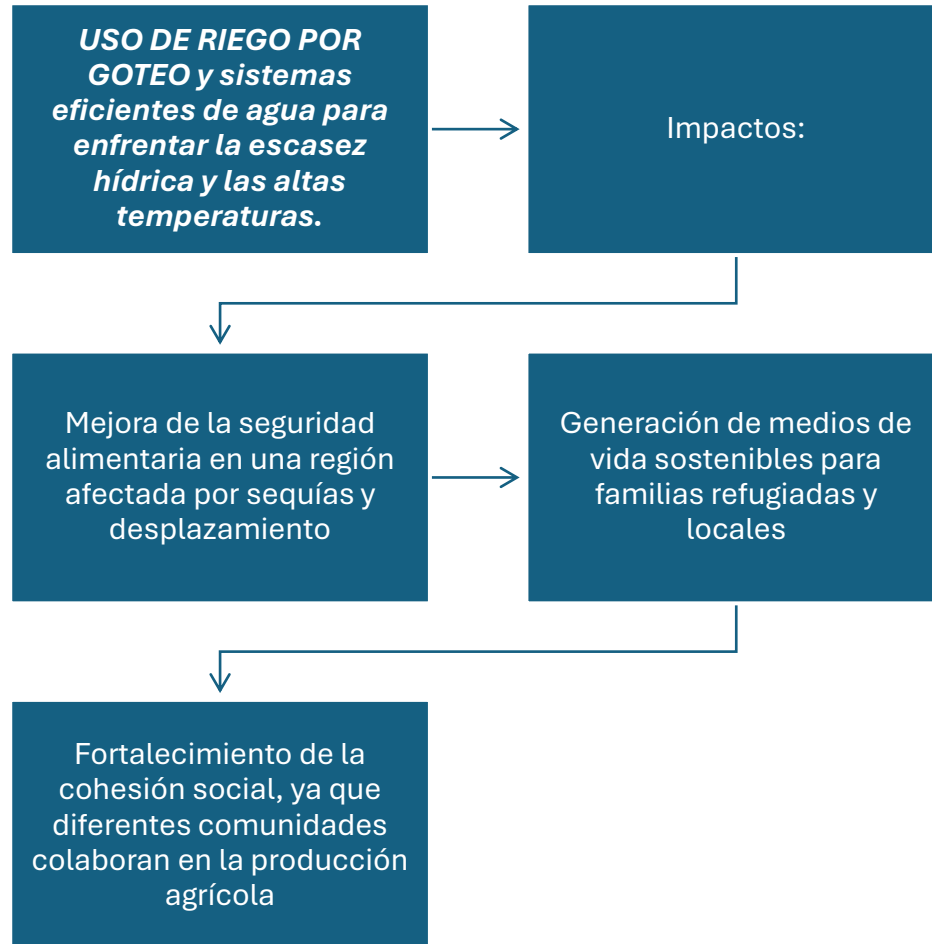 USO DE RIEGO POR
GOTEO y sistemas
eficientes de agua para
enfrentar la escasez
hídrica y las altas
temperaturas.
Impactos:
Mejora de la seguridad
alimentaria en una región
afectada por sequías y
desplazamiento
Generación de medios de
vida sostenibles para
familias refugiadas y
locales
Fortalecimiento de la
cohesión social, ya que
diferentes comunidades
colaboran en la producción
agrícola